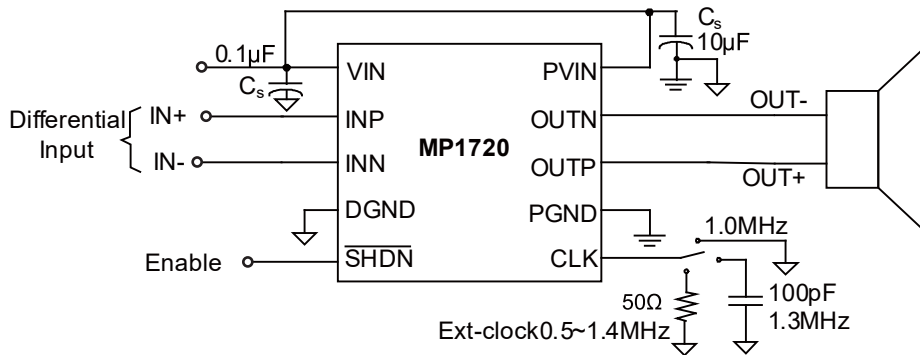 Cs
10µF
0.1µF
Cs
VIN
PVIN
Differential
Input
IN+
IN-
INP
INN
MP1720
OUTN
OUTP
OUT-
OUT+
DGND
PGND
Enable
SHDN
CLK
1.0MHz
50Ω
Ext-clock0.5~1.4MHz
100pF
1.3MHz